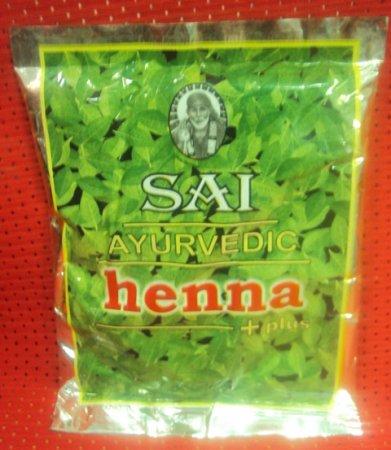 SAI
AYURVEDIC
henna
+ plus